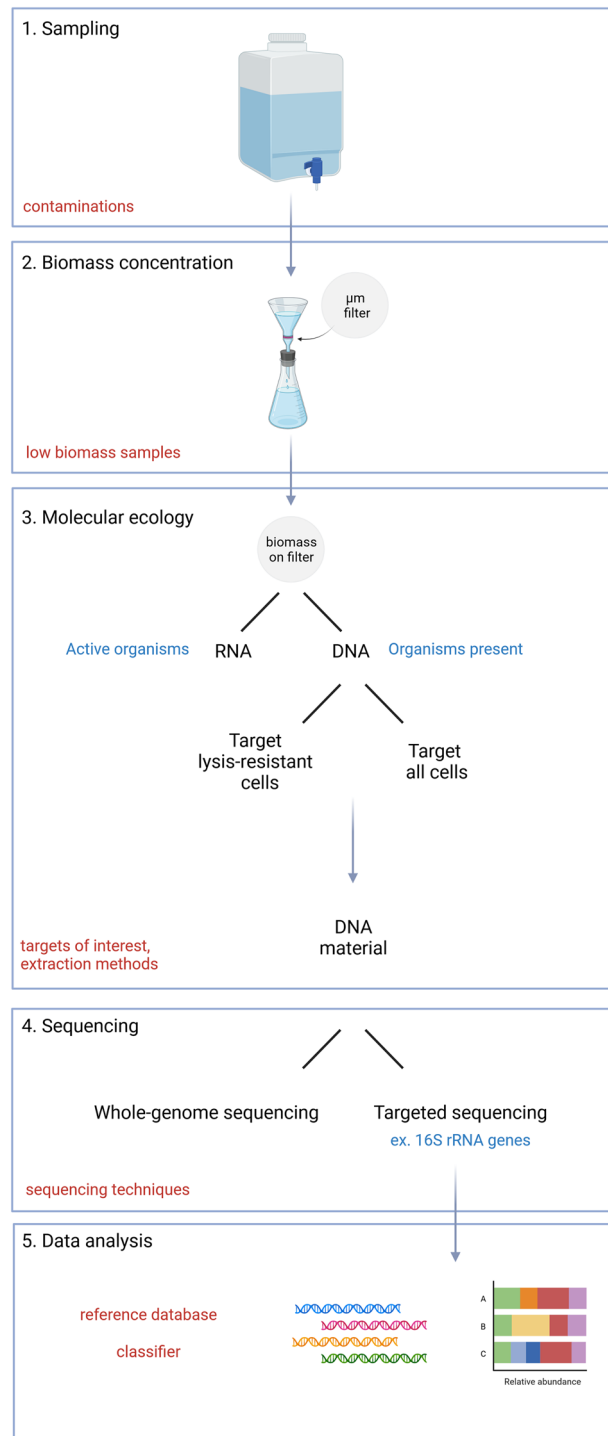 1. Sampling
contaminations
2. Biomass concentration
µm
filter
low biomass samples
3. Molecular ecology
biomass
on filter
Active organisms
RNA
DNA
Organisms present
Target
lysis-resistant
cells
Target
all cells
DNA
material
targets of interest,
extraction methods
4. Sequencing
Whole-genome sequencing
Targeted sequencing
ex. 16S rRNA genes
sequencing techniques
5. Data analysis
reference database
classifier
A
B
C
Relative abundance